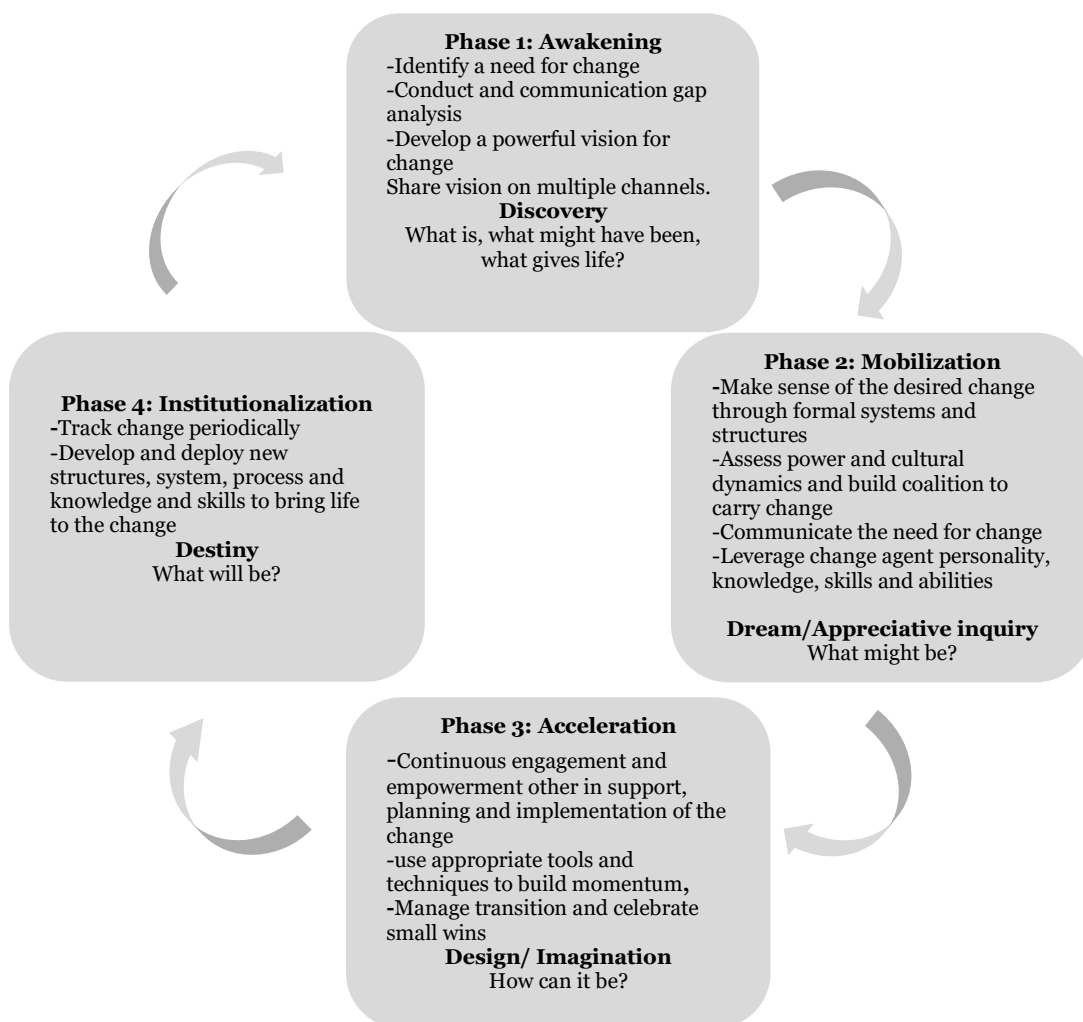 Phase 1: Awakening
-Identify a need for change
-Conduct and communication gap
analysis
-Develop a powerful vision for
change
Share vision on multiple channels.
Discovery
What is, what might have been,
what gives life?
Phase 2: Mobilization
-Make sense of the desired change
through formal systems and
structures
-Assess power and cultural
dynamics and build coalition to
carry change
-Communicate the need for change
-Leverage change agent personality,
knowledge, skills and abilities
Dream/Appreciative inquiry
What might be?
Phase 3: Acceleration
-Continuous engagement and
empowerment other in support,
planning and implementation of the
change
-use appropriate tools and
techniques to build momentum,
-Manage transition and celebrate
small wins
Design/ Imagination
How can it be?
Phase 4: Institutionalization
-Track change periodically
-Develop and deploy new
structures, system, process and
knowledge and skills to bring life
to the change
Destiny
What will be?